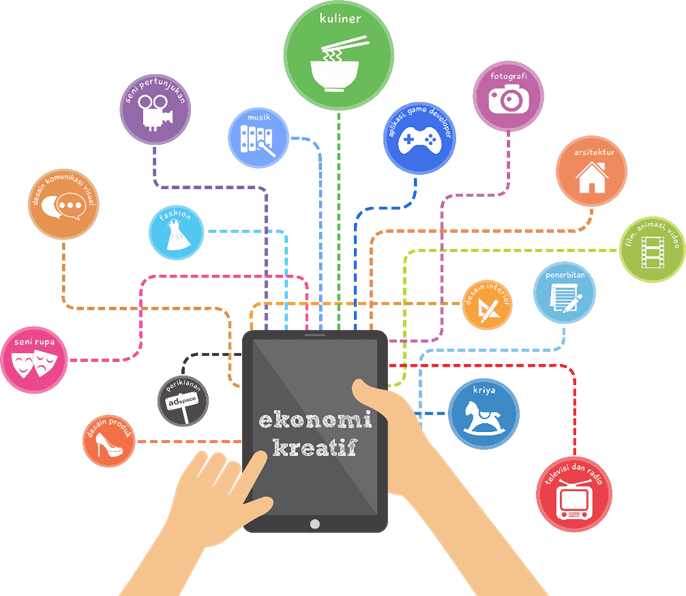 kuliner
fotografi
seni pertunjukan
musik
aplikasi, game developer
arsitektur
desain komunikasi visual
fashion
film, animasi, video
penerbitan
desain interior
seni rupa
periklanan
ad space
kriya
desain produk
ekonomi
kreatif
televisi dan radio